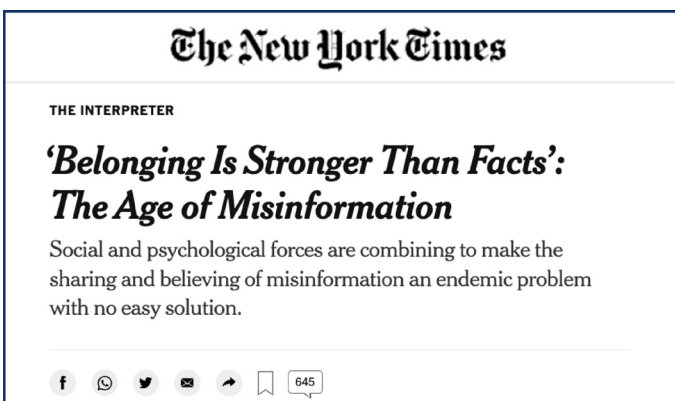 The New York Times
THE INTERPRETER
‘Belonging Is Stronger Than Facts’:
The Age of Misinformation
Social and psychological forces are combining to make the
sharing and believing of misinformation an endemic problem
with no easy solution.
645